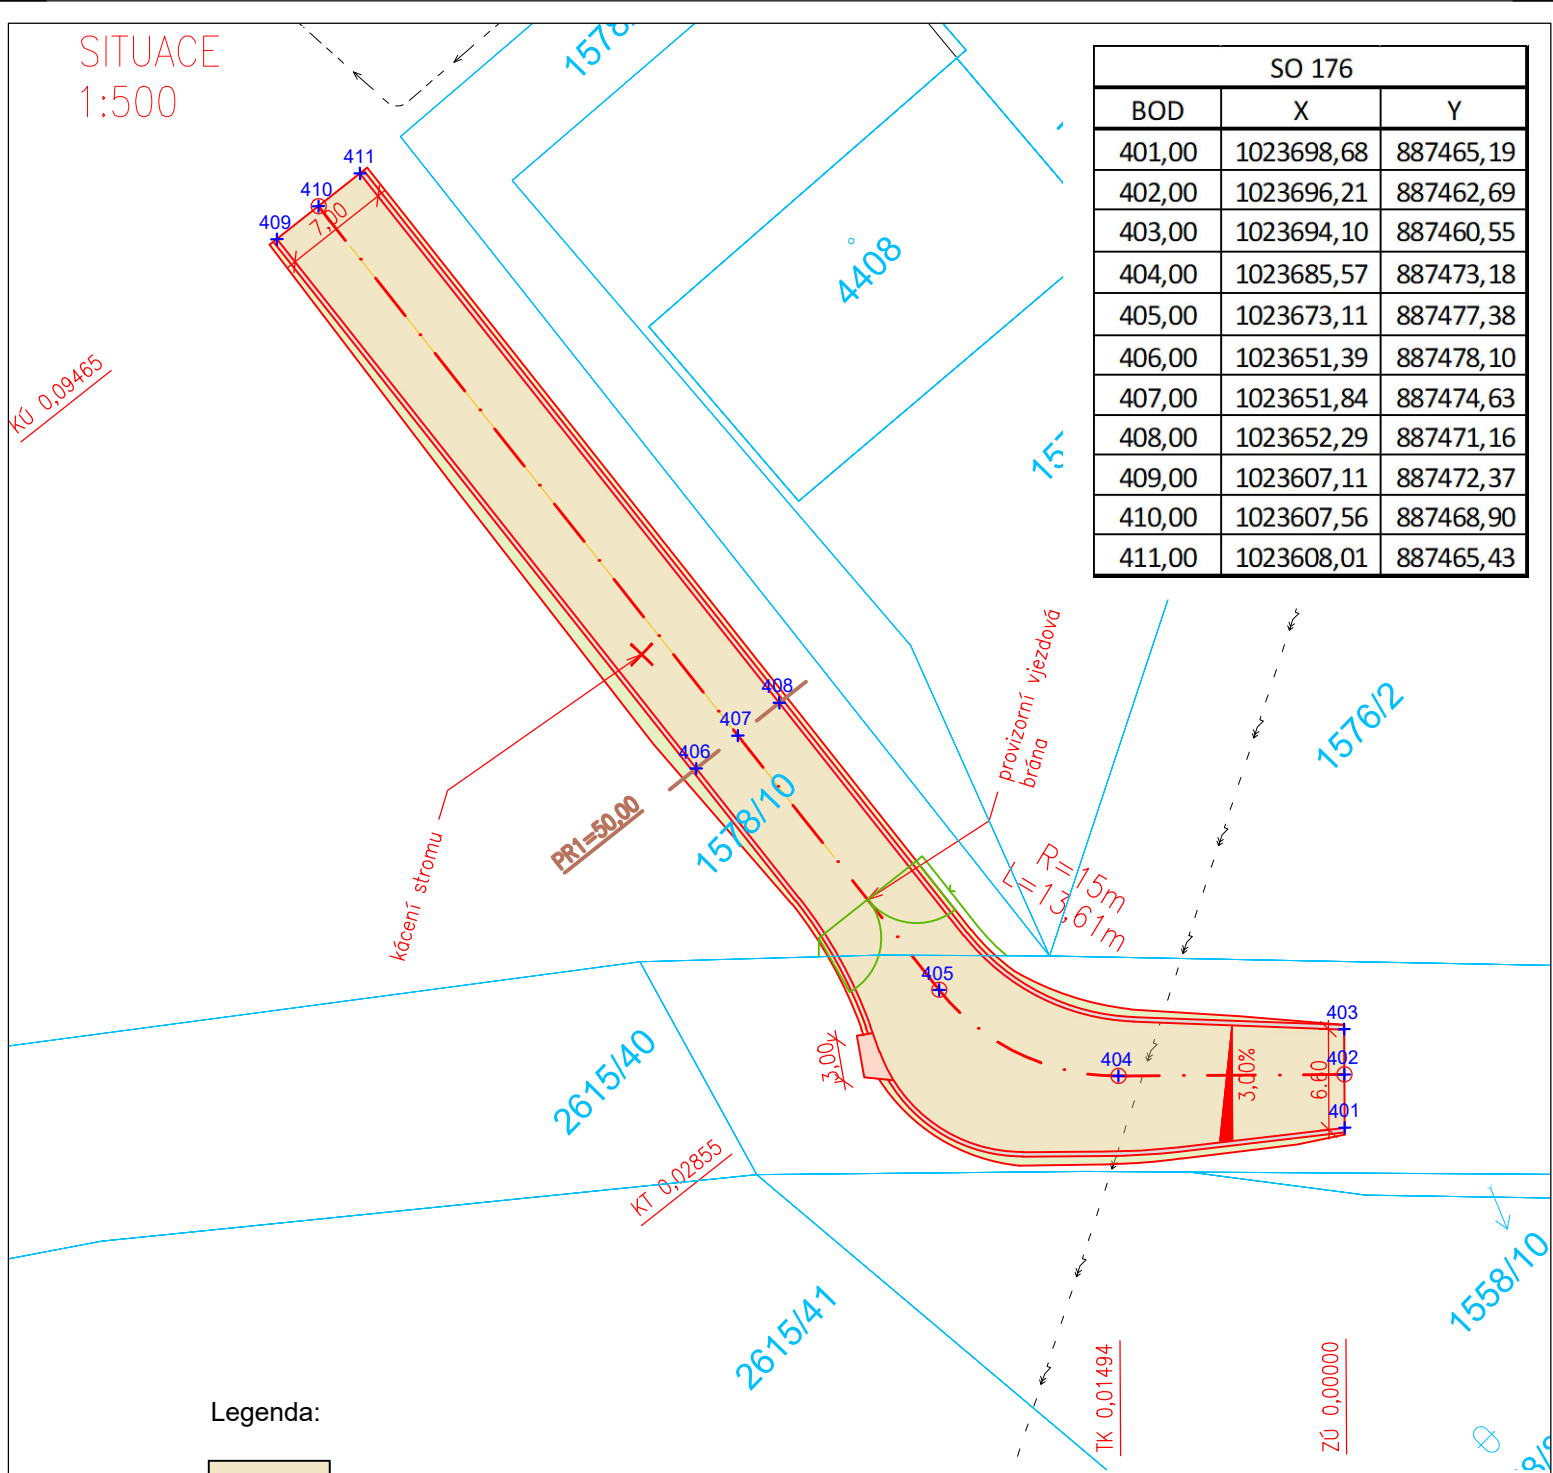 SITUACE
1:500
SO 176
BOD X Y
401,00 1023698,68 887465,19
402,00 1023696,21 887462,69
403,00 1023694,10 887460,55
404,00 1023685,57 887473,18
405,00 1023673,11 887477,38
406,00 1023651,39 887478,10
407,00 1023651,84 887474,63
408,00 1023652,29 887471,16
409,00 1023607,11 887472,37
410,00 1023607,56 887468,90
411,00 1023608,01 887465,43
411
410
409
7,00
4408
KÚ 0,09465
408
407
406
PR1=50,00
1578/10
kácení stromu
provizorní vjezdová
brána
R=15m
L=13,61m
1576/2
405
404
403
402
401
3,00%
6.60
3,00
2615/40
KT 0,02855
2615/41
TK 0,01494
ZÚ 0,00000
1558/10
Legenda: